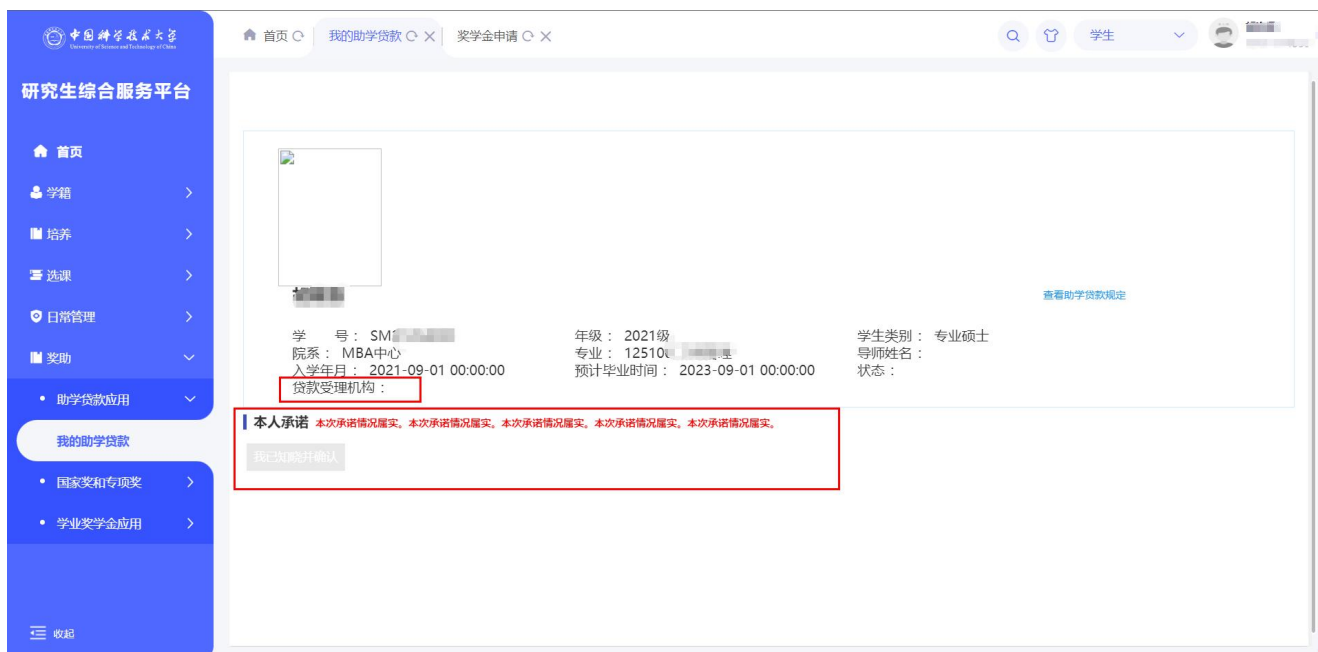 中国科学技术大学
University of Science and Technology of China
首页
我的助学贷款
奖学金申请
学生
研究生综合服务平台
首页
学籍
培养
选课
日常管理
奖助
助学贷款应用
我的助学贷款
国家奖和专项奖
学业奖学金应用
收起
查看助学贷款规定
学 号： SM
年级： 2021级
学生类别： 专业硕士
院系： MBA中心
专业： 12510
导师姓名：
入学年月： 2021-09-01 00:00:00
预计毕业时间： 2023-09-01 00:00:00
状态：
贷款受理机构：
本人承诺 本次承诺情况属实。本次承诺情况属实。本次承诺情况属实。本次承诺情况属实。本次承诺情况属实。
我已知晓并确认